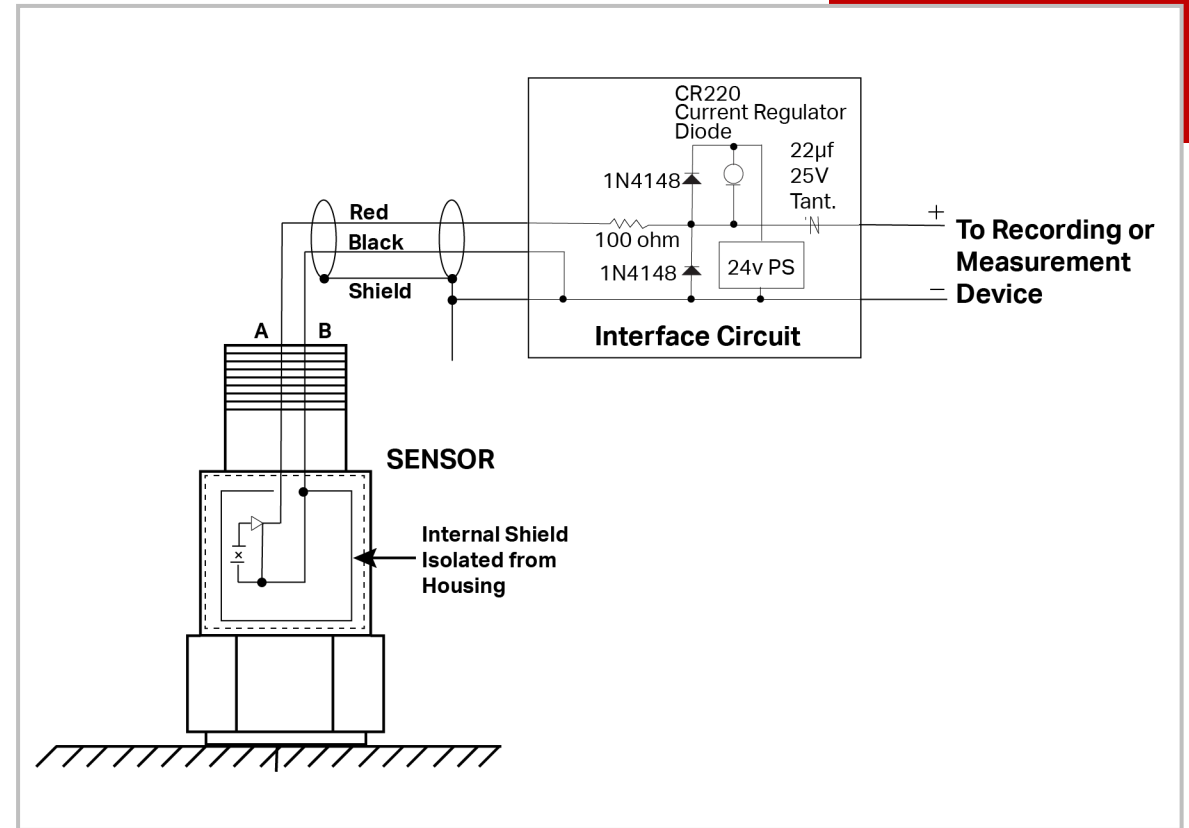 CR220
Current Regulator
Diode
22µf
25V
Tant.
1N4148
Red
100 ohm
+
To Recording or
Measurement
Device
Black
1N4148
24v PS
Shield
−
Interface Circuit
A
B
SENSOR
Internal Shield
Isolated from
Housing
x